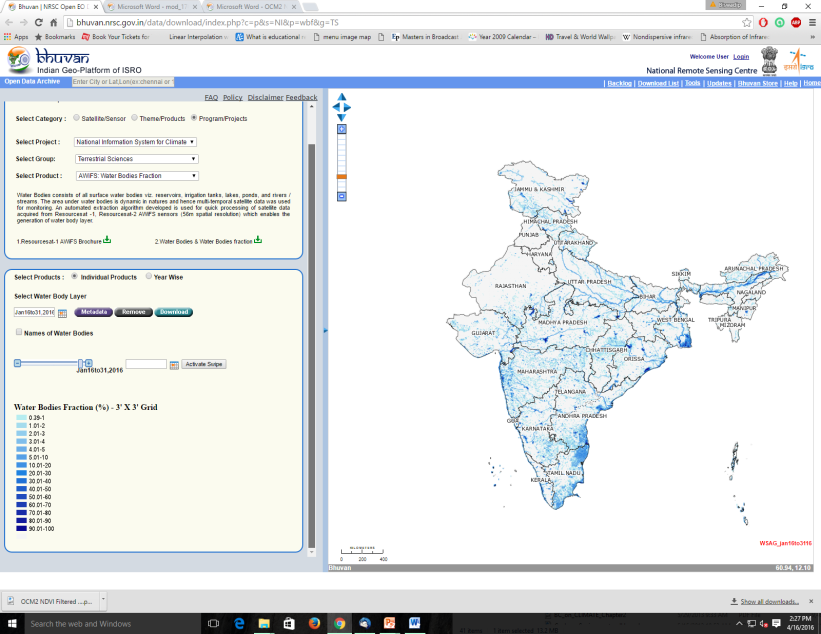 Bhuvan | NRSC Open EO
Microsoft Word - mod_1
Microsoft Word - OCM2
bhuvan.nrsc.gov.in/data/download/index.php?c=p&s=NI&p=wbf&g=TS
Apps
Bookmarks
Book Your Tickets for
Linear Interpolation
What is educational
menu image map
Masters in Broadcast
Year 2009 Calendar
Travel & World Wallp
Nondispersive infrare
Absorption of Infrare
bhuvan
Indian Geo-Platform of ISRO
Welcome User Login
National Remote Sensing Centre
Open Data Archive
| Backlog | Download List | Tools | Updates | Bhuvan Store | Help | Home
FAQ Policy Disclaimer Feedback
Select Category : Satellite/Sensor Theme/Products Program/Projects
Select Project : National Information System for Climate
Select Group: Terrestrial Sciences
Select Product : AWiFS: Water Bodies Fraction
Water Bodies consists of all surface water bodies viz. reservoirs, irrigation tanks, lakes, ponds, and rivers /
streams. The area under water bodies is dynamic in natures and hence multi-temporal satellite data was used
for monitoring. An automated extraction algorithm developed is used for quick processing of satellite data
acquired from Resourcesat -1, Resourcesat-2 AWiFS sensors (56m spatial resolution) which enables the
generation of water body layer.
1.Resourcesat-1 AWiFS Brochure
2.Water Bodies & Water Bodies fraction
Select Products : Individual Products Year Wise
Select Water Body Layer
Jan16to31,2016 Metadata Remove Download
Names of Water Bodies
Jan16to31,2016
Activate Swipe
Water Bodies Fraction (%) - 3' X 3' Grid
0.39-1
1.01-2
2.01-3
3.01-4
4.01-5
5.01-10
10.01-20
20.01-30
30.01-40
40.01-50
50.01-60
60.01-70
70.01-80
80.01-90
90.01-100
JAMMU & KASHMIR
HIMACHAL PRADESH
PUNJAB
UTTARAKHAND
HARYANA
SIKKIM
ARUNACHAL PRADESH
RAJASTHAN
UTTAR PRADESH
NAGALAND
BIHAR
MANIPUR
WEST BENGAL
TRIPURA
MIZORAM
MADHYA PRADESH
GUJARAT
CHHATTISGARH
ORISSA
MAHARASHTRA
TELANGANA
ANDHRA PRADESH
GOA
KARNATAKA
TAMIL NADU
KERALA
WSAG_jan16to3116
KILOMETERS
0 200 400
Bhuvan
60.94, 12.10
OCM2 NDVI Filtered ....p...
Show all downloads...
Search the web and Windows
2:27 PM
4/16/2016